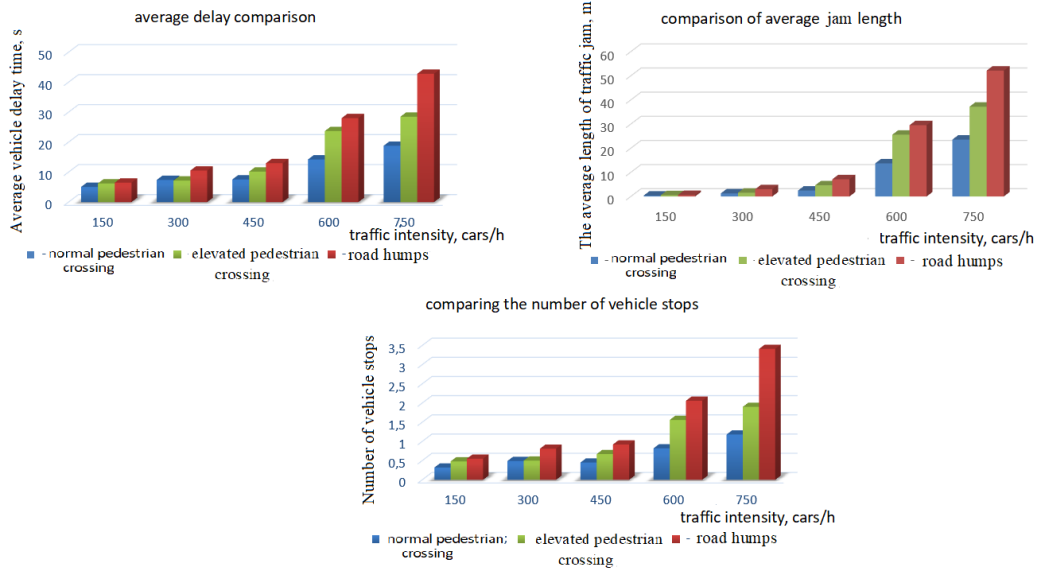 average delay comparison
Average vehicle delay time, s
50
40
30
20
10
0
150 300 450 600 750
traffic intensity, cars/h
- normal pedestrian crossing
- elevated pedestrian crossing
- road humps
comparison of average jam length
The average length of traffic jam, m
60
50
40
30
20
10
0
150 300 450 600 750
traffic intensity, cars/h
- normal pedestrian crossing
- elevated pedestrian crossing
- road humps
comparing the number of vehicle stops
Number of vehicle stops
3,5
3
2,5
2
1,5
1
0,5
0
150 300 450 600 750
traffic intensity, cars/h
- normal pedestrian; crossing
elevated pedestrian crossing
- road humps